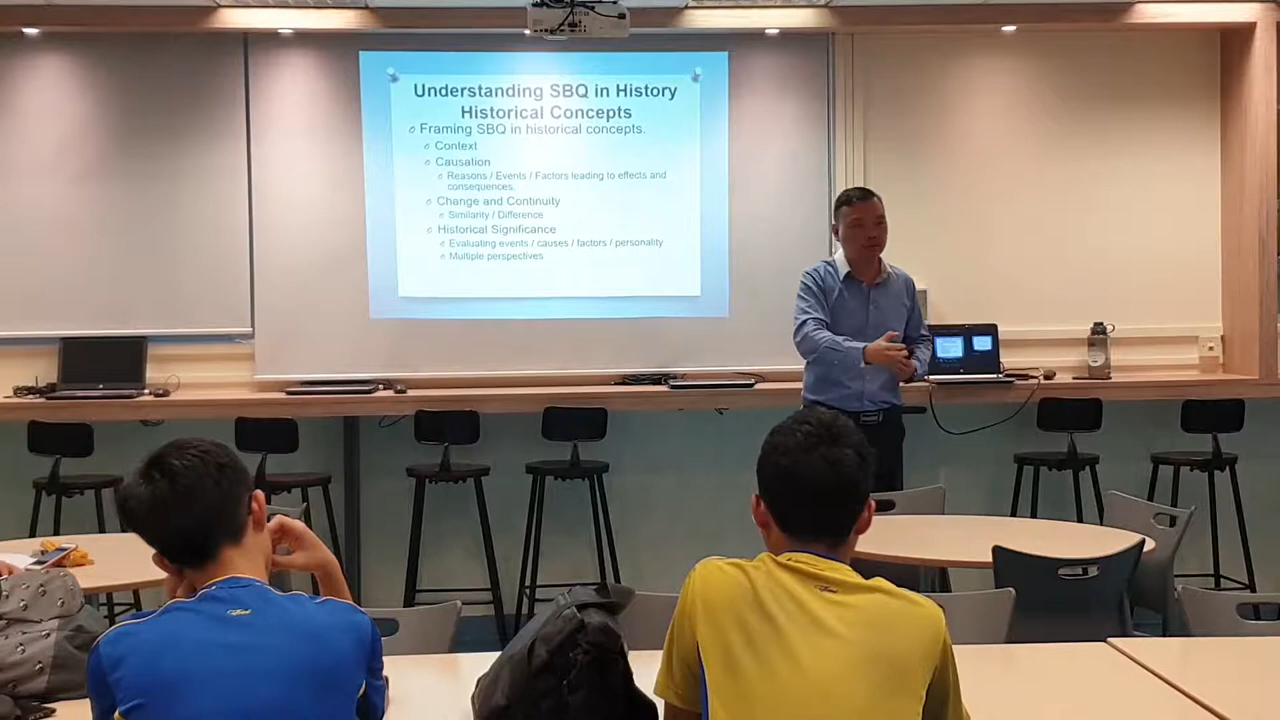 Understanding SBQ in History
Historical Concepts
Framing SBQ in historical concepts.
Context
Causation
Reasons / Events / Factors leading to effects and
consequences.
Change and Continuity
Similarity / Difference
Historical Significance
Evaluating events / causes / factors / personality
Multiple perspectives